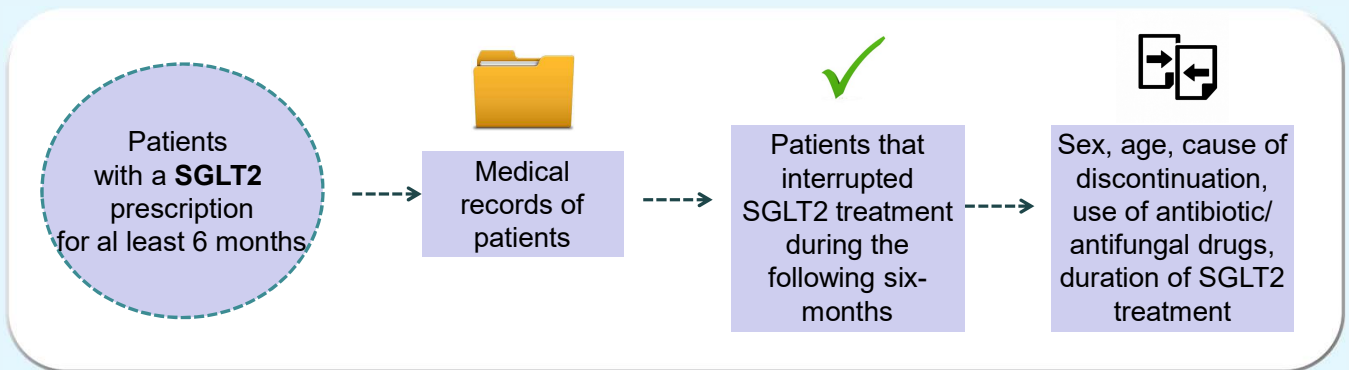 Patients
with a SGLT2
prescription
for al least 6 months
Medical
records of
patients
Patients that
interrupted
SGLT2 treatment
during the
following six-
months
Sex, age, cause of
discontinuation,
use of antibiotic/
antifungal drugs,
duration of SGLT2
treatment